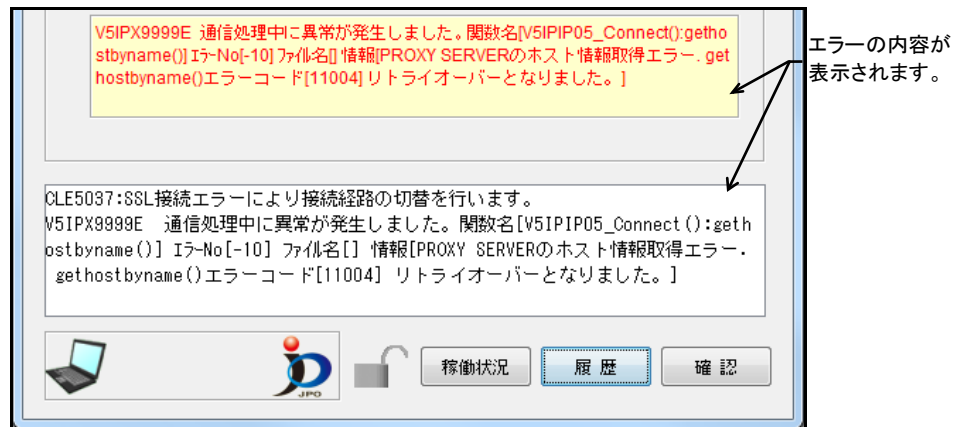 V5IPX9999E 通信処理中に異常が発生しました。関数名[V5IPIP05_Connect():getho
stbyname()] ｴﾗｰNo[-10] ﾌｧｲﾙ名[] 情報[PROXY SERVERのホスト情報取得エラー. get
hostbyname()エラーコード[11004] リトライオーバーとなりました。]
エラーの内容が
表示されます。
CLE5037:SSL接続エラーにより接続経路の切替を行います。
V5IPX9999E　通信処理中に異常が発生しました。関数名[V5IPIP05_Connect():geth
ostbyname()] ｴﾗｰNo[-10] ﾌｧｲﾙ名[] 情報[PROXY SERVERのホスト情報取得エラー.
gethostbyname()エラーコード[11004] リトライオーバーとなりました。]
JPO
稼働状況
履 歴
確 認